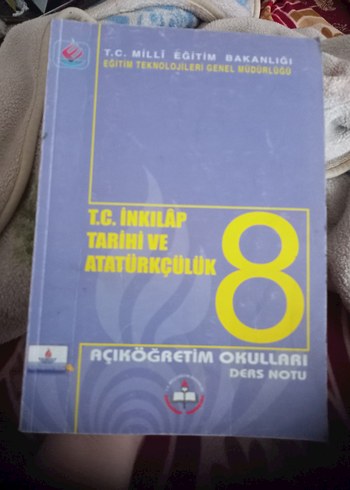 T.C. MİLLÎ EĞİTİM BAKANLIĞI
EĞİTİM TEKNOLOJİLERİ GENEL MÜDÜRLÜĞÜ
T.C. İNKILÂP
TARİHİ VE
ATATÜRKÇÜLÜK
8
AÇIKÖĞRETİM OKULLARI
DERS NOTU